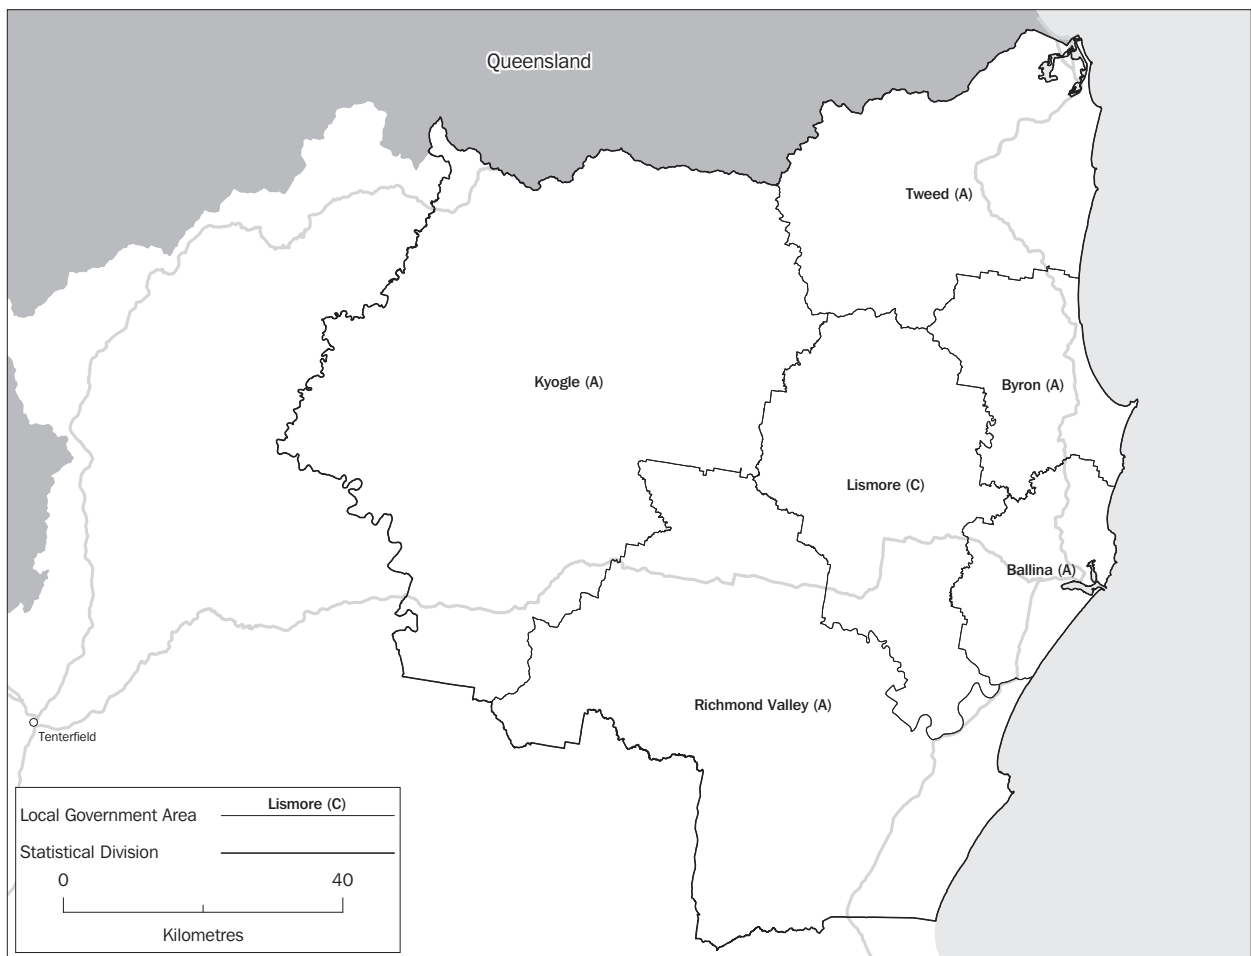 Queensland
Tweed (A)
Kyogle (A)
Byron (A)
Lismore (C)
Ballina (A)
Richmond Valley (A)
Tenterfield
Local Government Area
Lismore (C)
Statistical Division
0 40
Kilometres